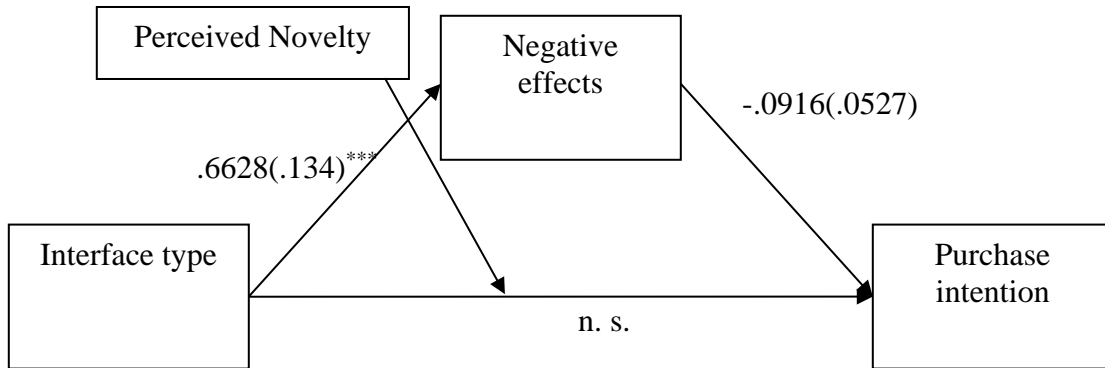 Perceived Novelty
Negative
effects
-.0916(.0527)
.6628(.134)***
Interface type
Purchase
intention
n. s.